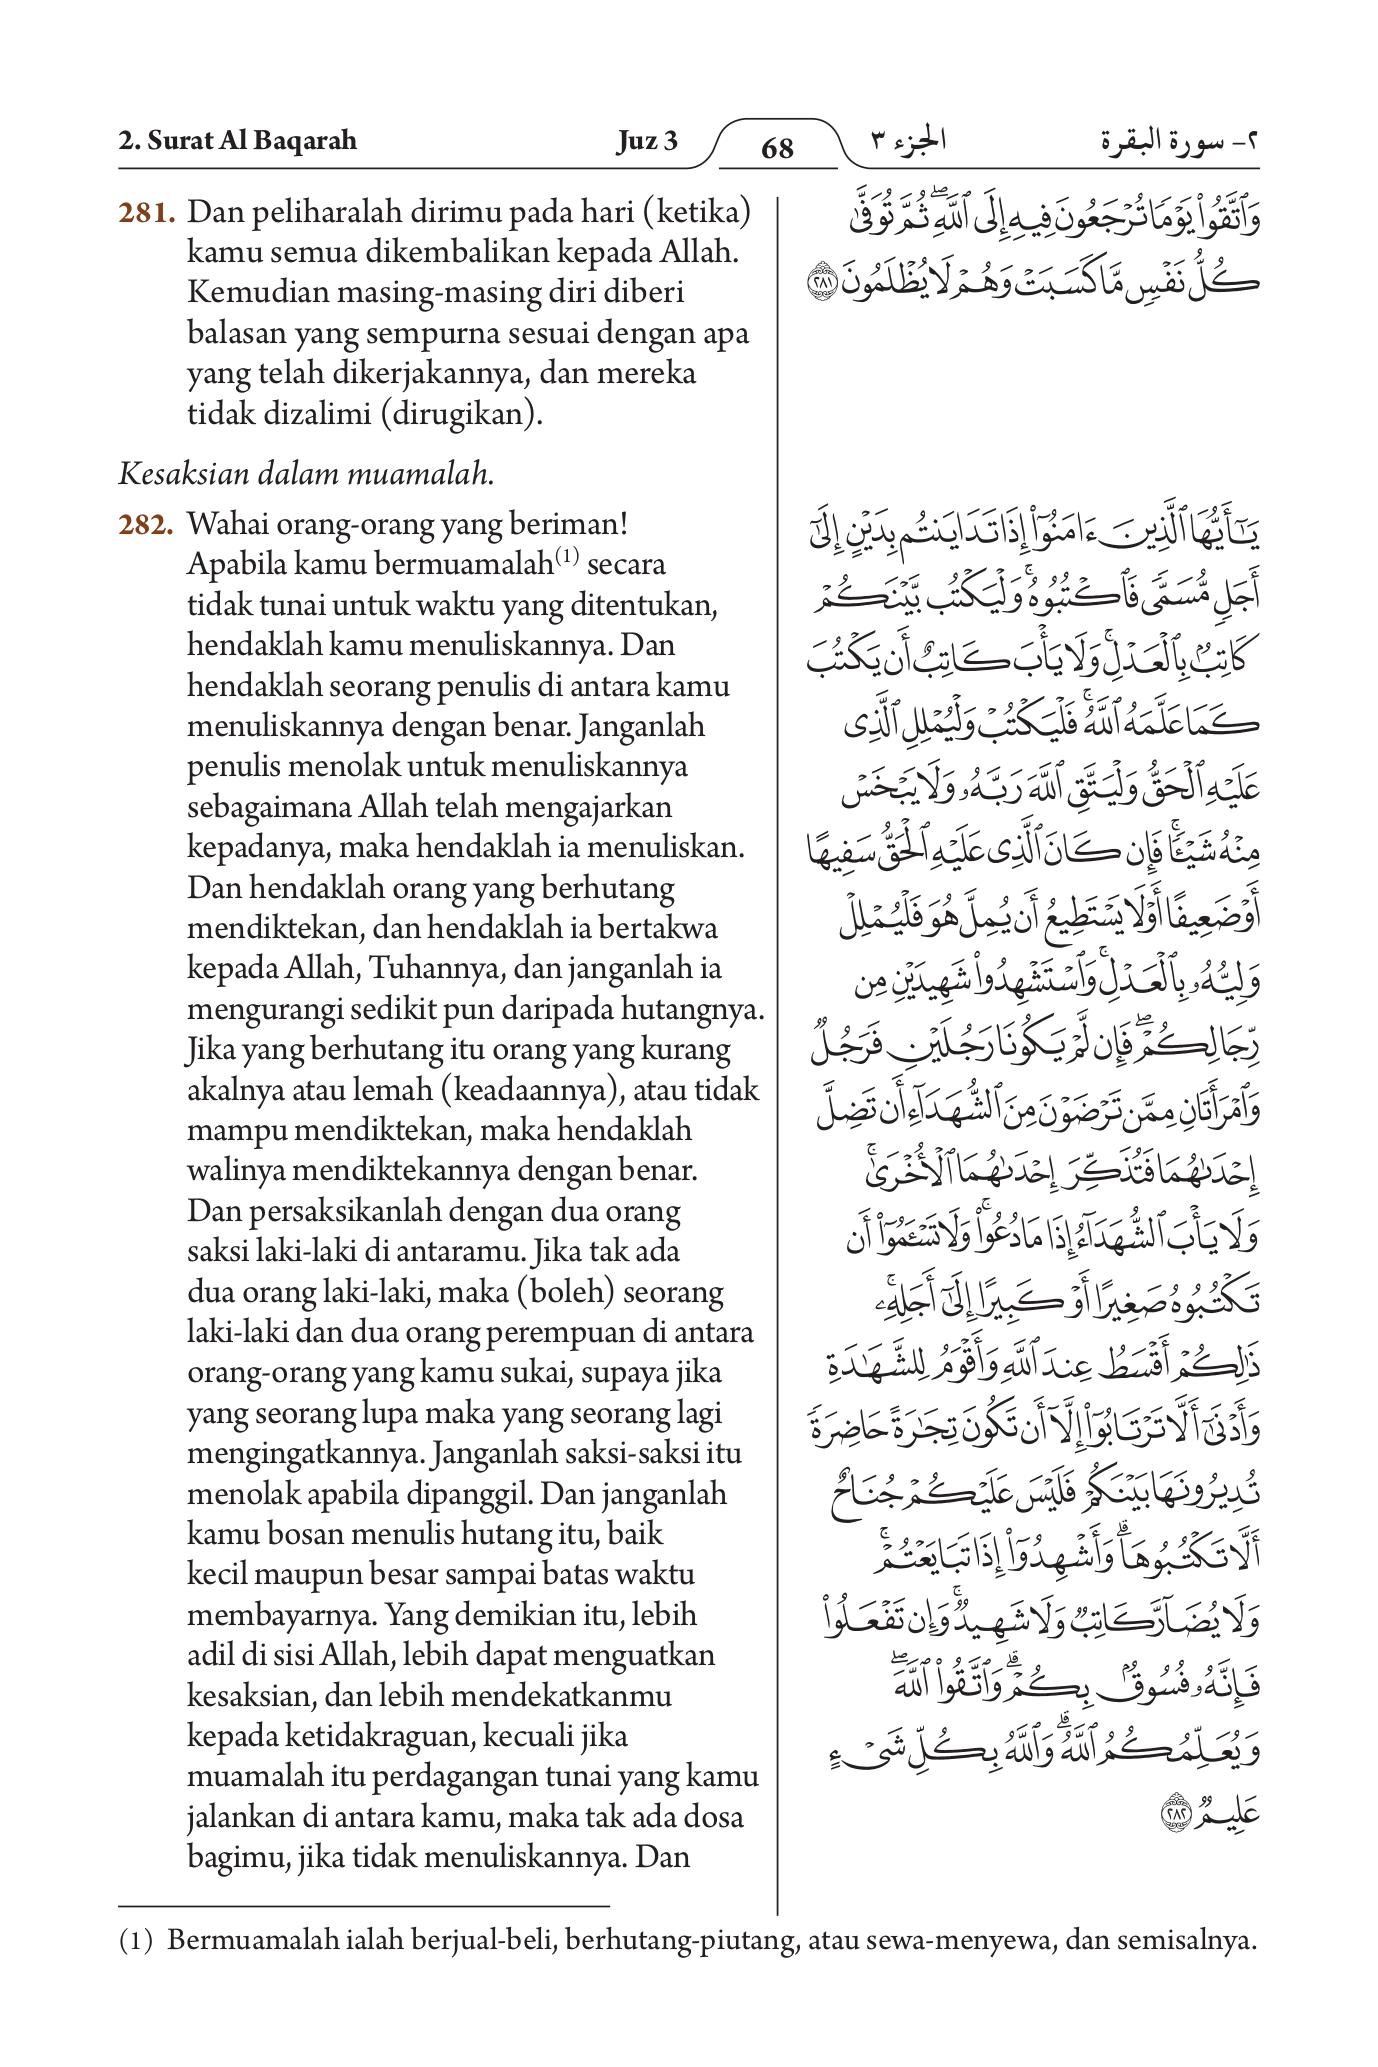 2. Surat Al Baqarah
Juz 3
68
الجزء ٣
٢- سورة البقرة
281. Dan peliharalah dirimu pada hari (ketika)
kamu semua dikembalikan kepada Allah.
Kemudian masing-masing diri diberi
balasan yang sempurna sesuai dengan apa
yang telah dikerjakannya, dan mereka
tidak dizalimi (dirugikan).
Kesaksian dalam muamalah.
282. Wahai orang-orang yang beriman!
Apabila kamu bermuamalah(1) secara
tidak tunai untuk waktu yang ditentukan,
hendaklah kamu menuliskannya. Dan
hendaklah seorang penulis di antara kamu
menuliskannya dengan benar. Janganlah
penulis menolak untuk menuliskannya
sebagaimana Allah telah mengajarkan
kepadanya, maka hendaklah ia menuliskan.
Dan hendaklah orang yang berhutang
mendiktekan, dan hendaklah ia bertakwa
kepada Allah, Tuhannya, dan janganlah ia
mengurangi sedikit pun daripada hutangnya.
Jika yang berhutang itu orang yang kurang
akalnya atau lemah (keadaannya), atau tidak
mampu mendiktekan, maka hendaklah
walinya mendiktekannya dengan benar.
Dan persaksikanlah dengan dua orang
saksi laki-laki di antaramu. Jika tak ada
dua orang laki-laki, maka (boleh) seorang
laki-laki dan dua orang perempuan di antara
orang-orang yang kamu sukai, supaya jika
yang seorang lupa maka yang seorang lagi
mengingatkannya. Janganlah saksi-saksi itu
menolak apabila dipanggil. Dan janganlah
kamu bosan menulis hutang itu, baik
kecil maupun besar sampai batas waktu
membayarnya. Yang demikian itu, lebih
adil di sisi Allah, lebih dapat menguatkan
kesaksian, dan lebih mendekatkanmu
kepada ketidakraguan, kecuali jika
muamalah itu perdagangan tunai yang kamu
jalankan di antara kamu, maka tak ada dosa
bagimu, jika tidak menuliskannya. Dan
وَٱتَّقُوا۟ يَوْمًا تُرْجَعُونَ فِيهِ إِلَى ٱللَّهِ ۖ ثُمَّ تُوَفَّىٰ
كُلُّ نَفْسٍ مَّا كَسَبَتْ وَهُمْ لَا يُظْلَمُونَ ٢٨١
يَـٰٓأَيُّهَا ٱلَّذِينَ ءَامَنُوٓا۟ إِذَا تَدَايَنتُم بِدَيْنٍ إِلَىٰٓ
أَجَلٍ مُّسَمًّى فَٱكْتُبُوهُ ۚ وَلْيَكْتُب بَّيْنَكُمْ
كَاتِبٌۢ بِٱلْعَدْلِ ۚ وَلَا يَأْبَ كَاتِبٌ أَن يَكْتُبَ
كَمَا عَلَّمَهُ ٱللَّهُ ۚ فَلْيَكْتُبْ وَلْيُمْلِلِ ٱلَّذِى
عَلَيْهِ ٱلْحَقُّ وَلْيَتَّقِ ٱللَّهَ رَبَّهُۥ وَلَا يَبْخَسْ
مِنْهُ شَيْـًٔا ۚ فَإِن كَانَ ٱلَّذِى عَلَيْهِ ٱلْحَقُّ سَفِيهًا
أَوْ ضَعِيفًا أَوْ لَا يَسْتَطِيعُ أَن يُمِلَّ هُوَ فَلْيُمْلِلْ
وَلِيُّهُۥ بِٱلْعَدْلِ ۚ وَٱسْتَشْهِدُوا۟ شَهِيدَيْنِ مِن
رِّجَالِكُمْ ۖ فَإِن لَّمْ يَكُونَا رَجُلَيْنِ فَرَجُلٌ
وَٱمْرَأَتَانِ مِمَّن تَرْضَوْنَ مِنَ ٱلشُّهَدَآءِ أَن تَضِلَّ
إِحْدَىٰهُمَا فَتُذَكِّرَ إِحْدَىٰهُمَا ٱلْأُخْرَىٰ ۚ
وَلَا يَأْبَ ٱلشُّهَدَآءُ إِذَا مَا دُعُوا۟ ۚ وَلَا تَسْـَٔمُوٓا۟ أَن
تَكْتُبُوهُ صَغِيرًا أَوْ كَبِيرًا إِلَىٰٓ أَجَلِهِۦ ۚ
ذَٰلِكُمْ أَقْسَطُ عِندَ ٱللَّهِ وَأَقْوَمُ لِلشَّهَـٰدَةِ
وَأَدْنَىٰٓ أَلَّا تَرْتَابُوٓا۟ ۖ إِلَّآ أَن تَكُونَ تِجَـٰرَةً حَاضِرَةً
تُدِيرُونَهَا بَيْنَكُمْ فَلَيْسَ عَلَيْكُمْ جُنَاحٌ
أَلَّا تَكْتُبُوهَا ۗ وَأَشْهِدُوٓا۟ إِذَا تَبَايَعْتُمْ ۚ
وَلَا يُضَآرَّ كَاتِبٌ وَلَا شَهِيدٌ ۚ وَإِن تَفْعَلُوا۟
فَإِنَّهُۥ فُسُوقٌۢ بِكُمْ ۗ وَٱتَّقُوا۟ ٱللَّهَ ۖ
وَيُعَلِّمُكُمُ ٱللَّهُ ۗ وَٱللَّهُ بِكُلِّ شَىْءٍ
عَلِيمٌ ٢٨٢
(1) Bermuamalah ialah berjual-beli, berhutang-piutang, atau sewa-menyewa, dan semisalnya.